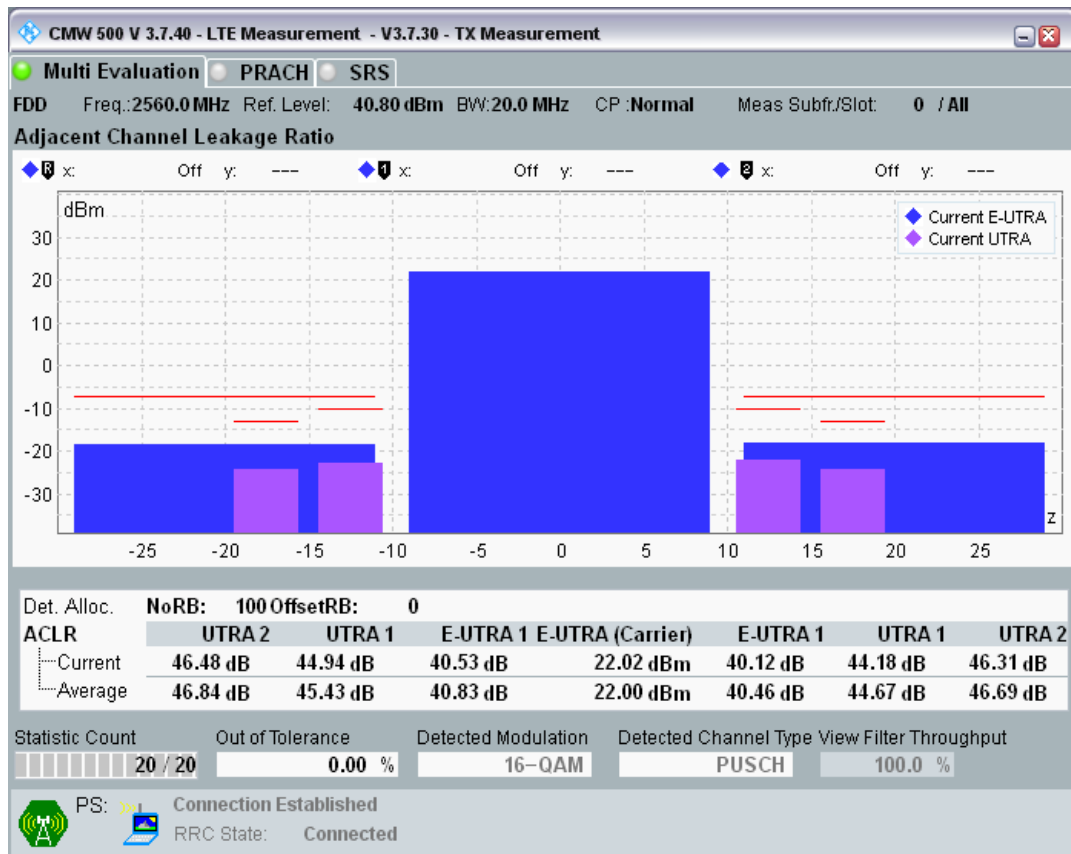 CMW 500 V 3.7.40 - LTE Measurement - V3.7.30 - TX Measurement
Multi Evaluation PRACH SRS
FDD Freq.:2560.0 MHz Ref. Level: 40.80 dBm BW:20.0 MHz CP :Normal Meas Subfr./Slot: 0 / All
Adjacent Channel Leakage Ratio
R x: Off y: --- 1 x: Off y: --- 2 x: Off y: ---
dBm
Current E-UTRA
Current UTRA
30
20
10
0
-10
-20
-30
z
-25 -20 -15 -10 -5 0 5 10 15 20 25
Det. Alloc. NoRB: 100 OffsetRB: 0
ACLR UTRA 2 UTRA 1 E-UTRA 1 E-UTRA (Carrier) E-UTRA 1 UTRA 1 UTRA 2
Current 46.48 dB 44.94 dB 40.53 dB 22.02 dBm 40.12 dB 44.18 dB 46.31 dB
Average 46.84 dB 45.43 dB 40.83 dB 22.00 dBm 40.46 dB 44.67 dB 46.69 dB
Statistic Count Out of Tolerance Detected Modulation Detected Channel Type View Filter Throughput
20 / 20 0.00 % 16-QAM PUSCH 100.0 %
PS: Connection Established
RRC State: Connected